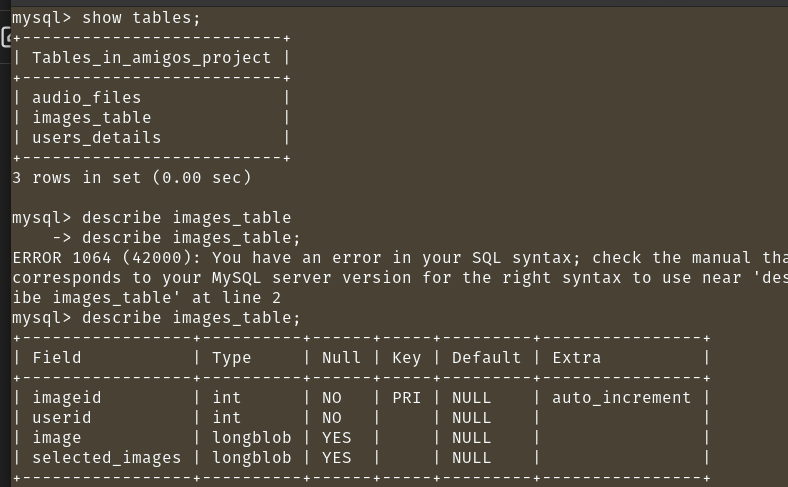 mysql> show tables;
+--------------------------+
| Tables_in_amigos_project |
+--------------------------+
| audio_files              |
| images_table             |
| users_details            |
+--------------------------+
3 rows in set (0.00 sec)

mysql> describe images_table
    -> describe images_table;
ERROR 1064 (42000): You have an error in your SQL syntax; check the manual tha
corresponds to your MySQL server version for the right syntax to use near 'des
ibe images_table' at line 2
mysql> describe images_table;
+-----------------+----------+------+-----+---------+----------------+
| Field           | Type     | Null | Key | Default | Extra          |
+-----------------+----------+------+-----+---------+----------------+
| imageid         | int      | NO   | PRI | NULL    | auto_increment |
| userid          | int      | NO   |     | NULL    |                |
| image           | longblob | YES  |     | NULL    |                |
| selected_images | longblob | YES  |     | NULL    |                |
+-----------------+----------+------+-----+---------+----------------+